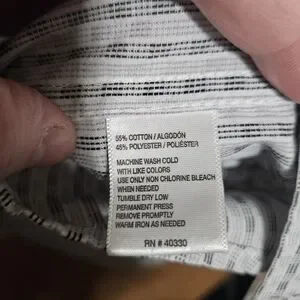 55% COTTON / ALGODÓN
45% POLYESTER / POLIÉSTER
MACHINE WASH COLD
WITH LIKE COLORS
USE ONLY NON CHLORINE BLEACH
WHEN NEEDED
TUMBLE DRY LOW
PERMANENT PRESS
REMOVE PROMPTLY
WARM IRON AS NEEDED
RN # 40330